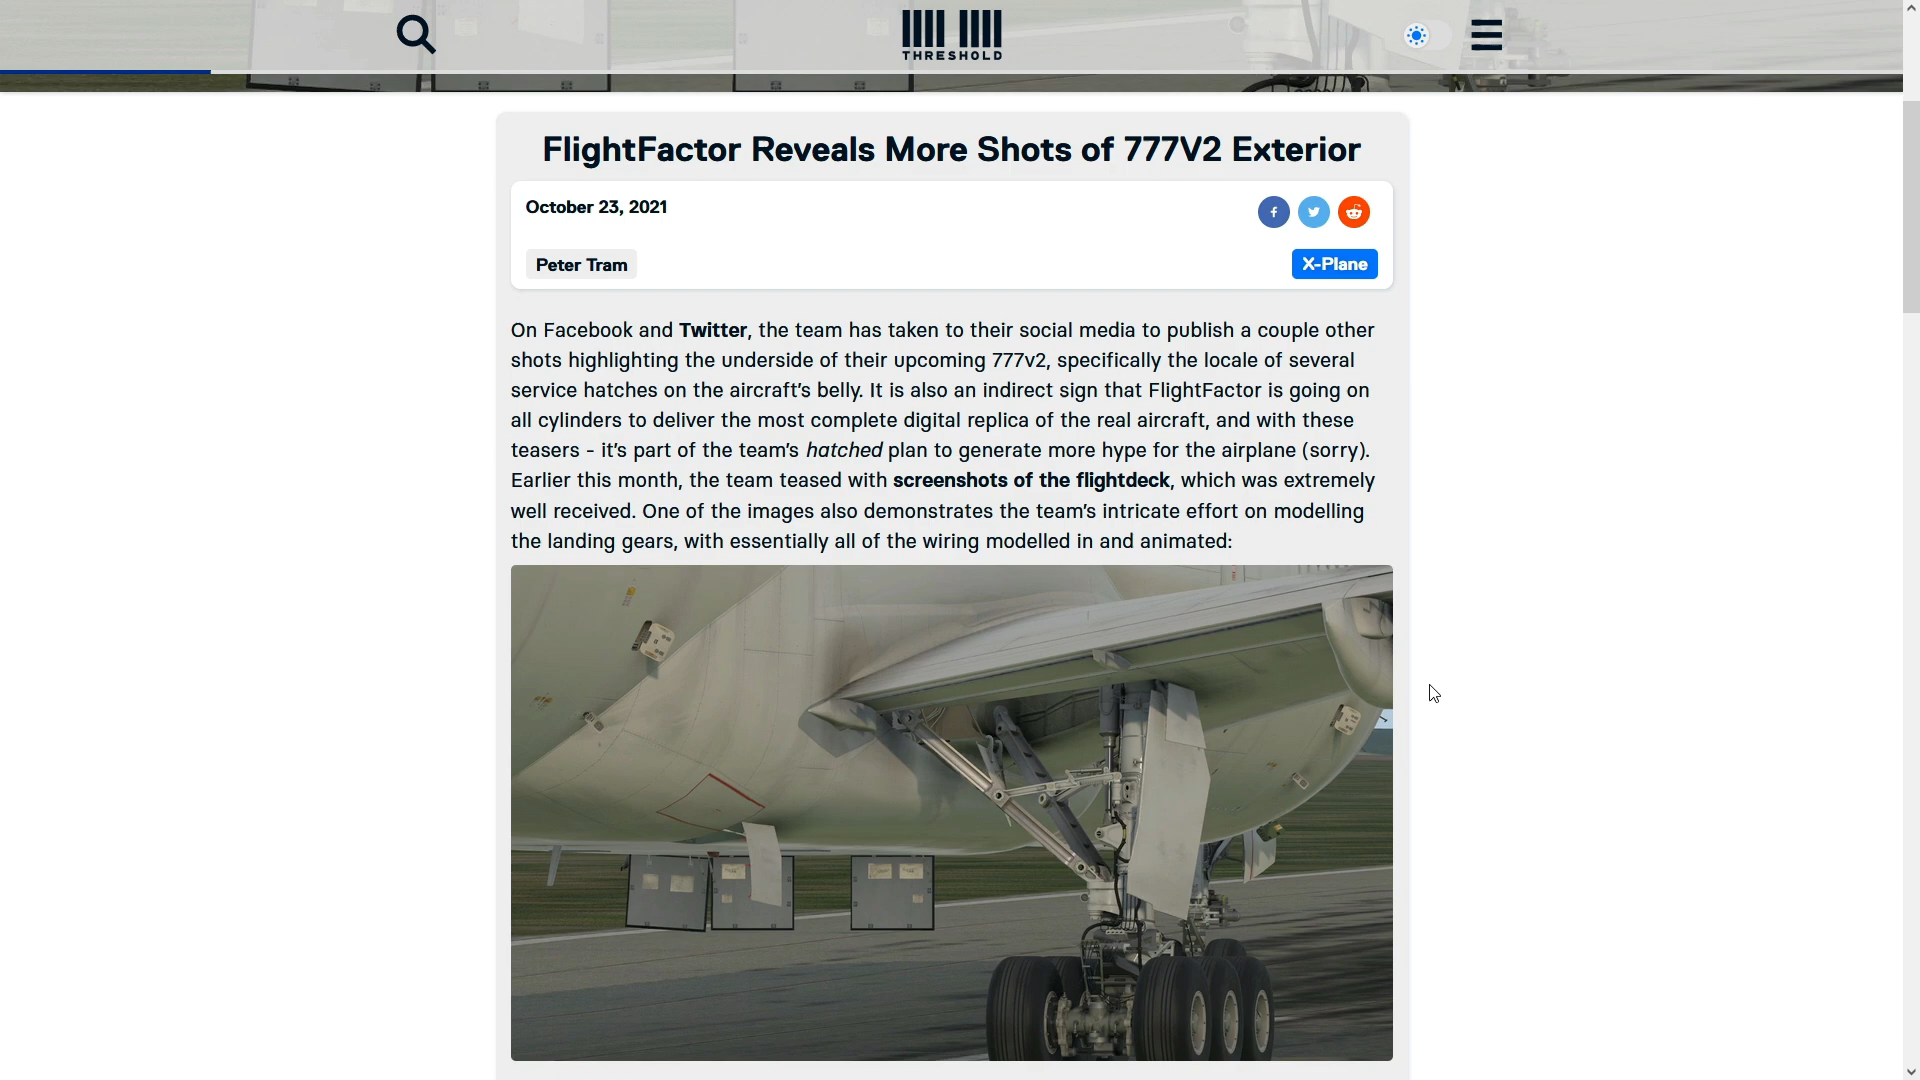 THRESHOLD
FlightFactor Reveals More Shots of 777V2 Exterior
October 23, 2021
Peter Tram
X-Plane
On Facebook and Twitter, the team has taken to their social media to publish a couple other
shots highlighting the underside of their upcoming 777v2, specifically the locale of several
service hatches on the aircraft's belly. It is also an indirect sign that FlightFactor is going on
all cylinders to deliver the most complete digital replica of the real aircraft, and with these
teasers - it's part of the team's hatched plan to generate more hype for the airplane (sorry).
Earlier this month, the team teased with screenshots of the flightdeck, which was extremely
well received. One of the images also demonstrates the team's intricate effort on modelling
the landing gears, with essentially all of the wiring modelled in and animated: